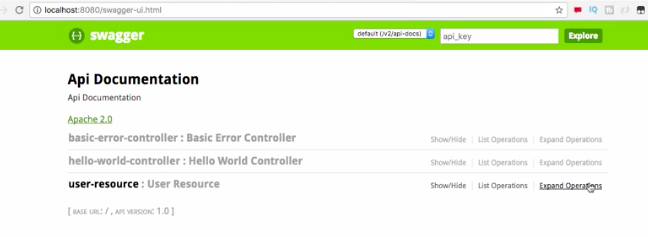 localhost:8080/swagger-ui.html
{-} swagger default (/v2/api-docs) api_key Explore
Api Documentation
Api Documentation
Apache 2.0
basic-error-controller : Basic Error Controller Show/Hide List Operations Expand Operations
hello-world-controller : Hello World Controller Show/Hide List Operations Expand Operations
user-resource : User Resource Show/Hide List Operations Expand Operations
[ BASE URL: / , API VERSION: 1.0 ]